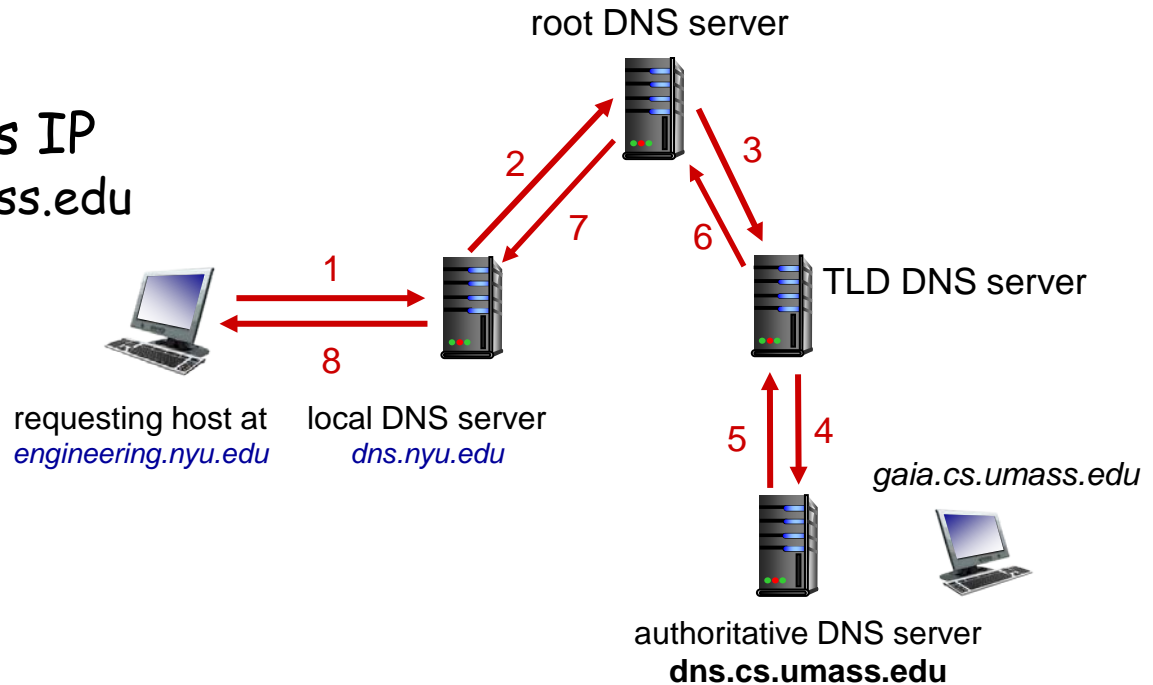 root DNS server
s IP
ss.edu
2
3
7
6
1
TLD DNS server
8
requesting host at
engineering.nyu.edu
local DNS server
dns.nyu.edu
5
4
gaia.cs.umass.edu
authoritative DNS server
dns.cs.umass.edu